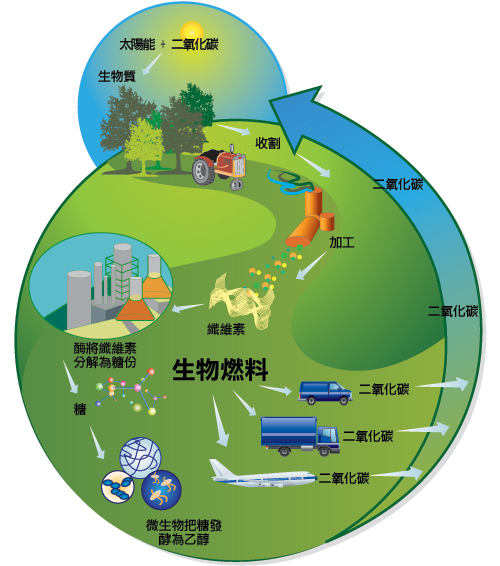 太陽能 + 二氧化碳
生物質
收割
二氧化碳
加工
二氧化碳
纖維素
酶將纖維素
分解為糖份
生物燃料
二氧化碳
糖
二氧化碳
二氧化碳
微生物把糖發
酵為乙醇